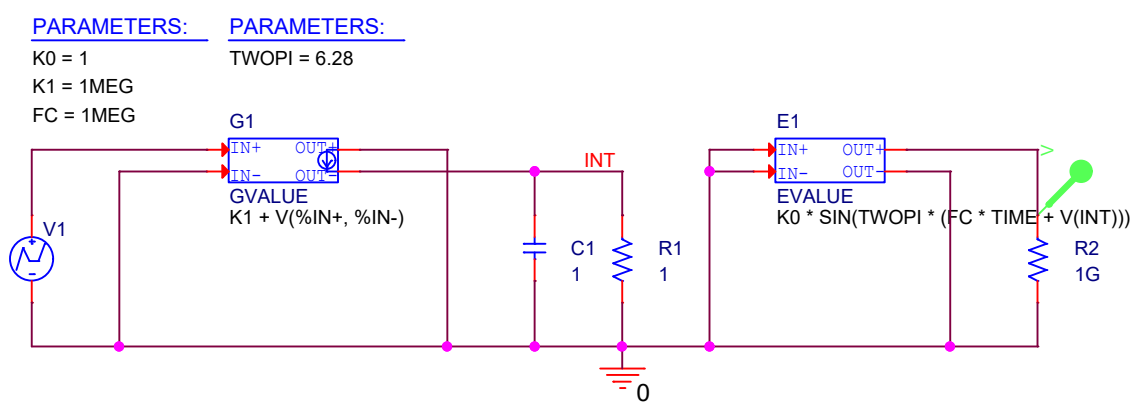 PARAMETERS: PARAMETERS:
K0 = 1 TWOPI = 6.28
K1 = 1MEG
FC = 1MEG
G1 E1
IN+ OUT+ IN+ OUT+
IN- OUT- IN- OUT-
INT >
GVALUE EVALUE
K1 + V(%IN+, %IN-) K0 * SIN(TWOPI * (FC * TIME + V(INT)))
V1
+
-
C1 R1 R2
1 1 1G
0